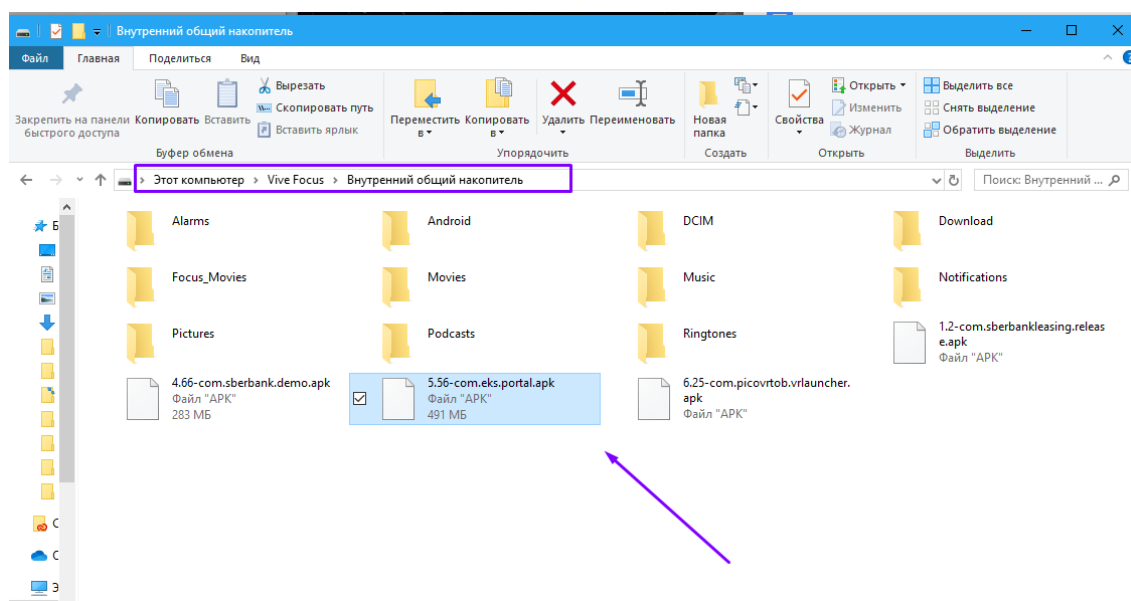 Внутренний общий накопитель
Файл Главная Поделиться Вид
Закрепить на панели быстрого доступа
Копировать
Вставить
Вырезать
Скопировать путь
Вставить ярлык
Переместить в
Копировать в
Удалить
Переименовать
Новая папка
Свойства
Открыть
Изменить
Журнал
Выделить все
Снять выделение
Обратить выделение
Буфер обмена
Упорядочить
Создать
Открыть
Выделить
Этот компьютер > Vive Focus > Внутренний общий накопитель
Поиск: Внутренний ...
Alarms
Android
DCIM
Download
Focus_Movies
Movies
Music
Notifications
Pictures
Podcasts
Ringtones
1.2-com.sberbankleasing.releas
e.apk
Файл "APK"
4.66-com.sberbank.demo.apk
Файл "APK"
283 МБ
5.56-com.eks.portal.apk
Файл "APK"
491 МБ
6.25-com.picovrtob.vrlauncher.
apk
Файл "APK"